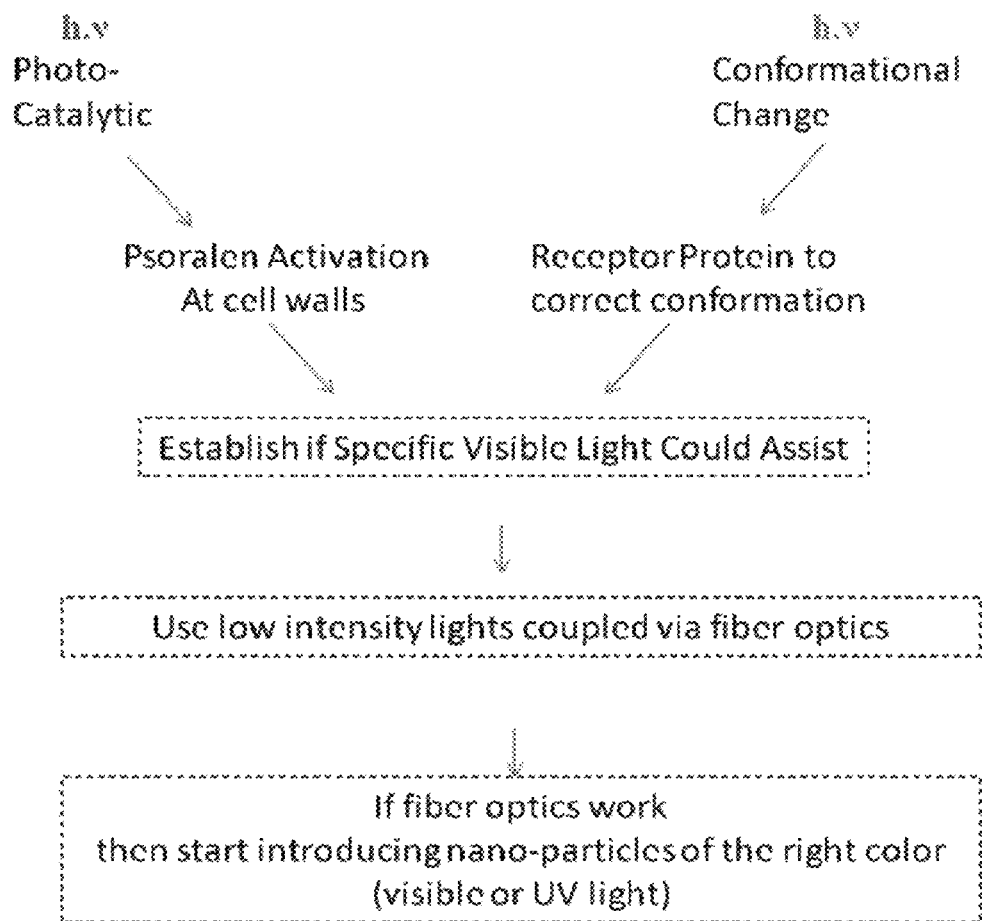 h.ν
Photo-
Catalytic
h.ν
Conformational
Change
Psoralen Activation
At cell walls
Receptor Protein to
correct conformation
Establish if Specific Visible Light Could Assist
Use low intensity lights coupled via fiber optics
If fiber optics work
then start introducing nano-particles of the right color
(visible or UV light)